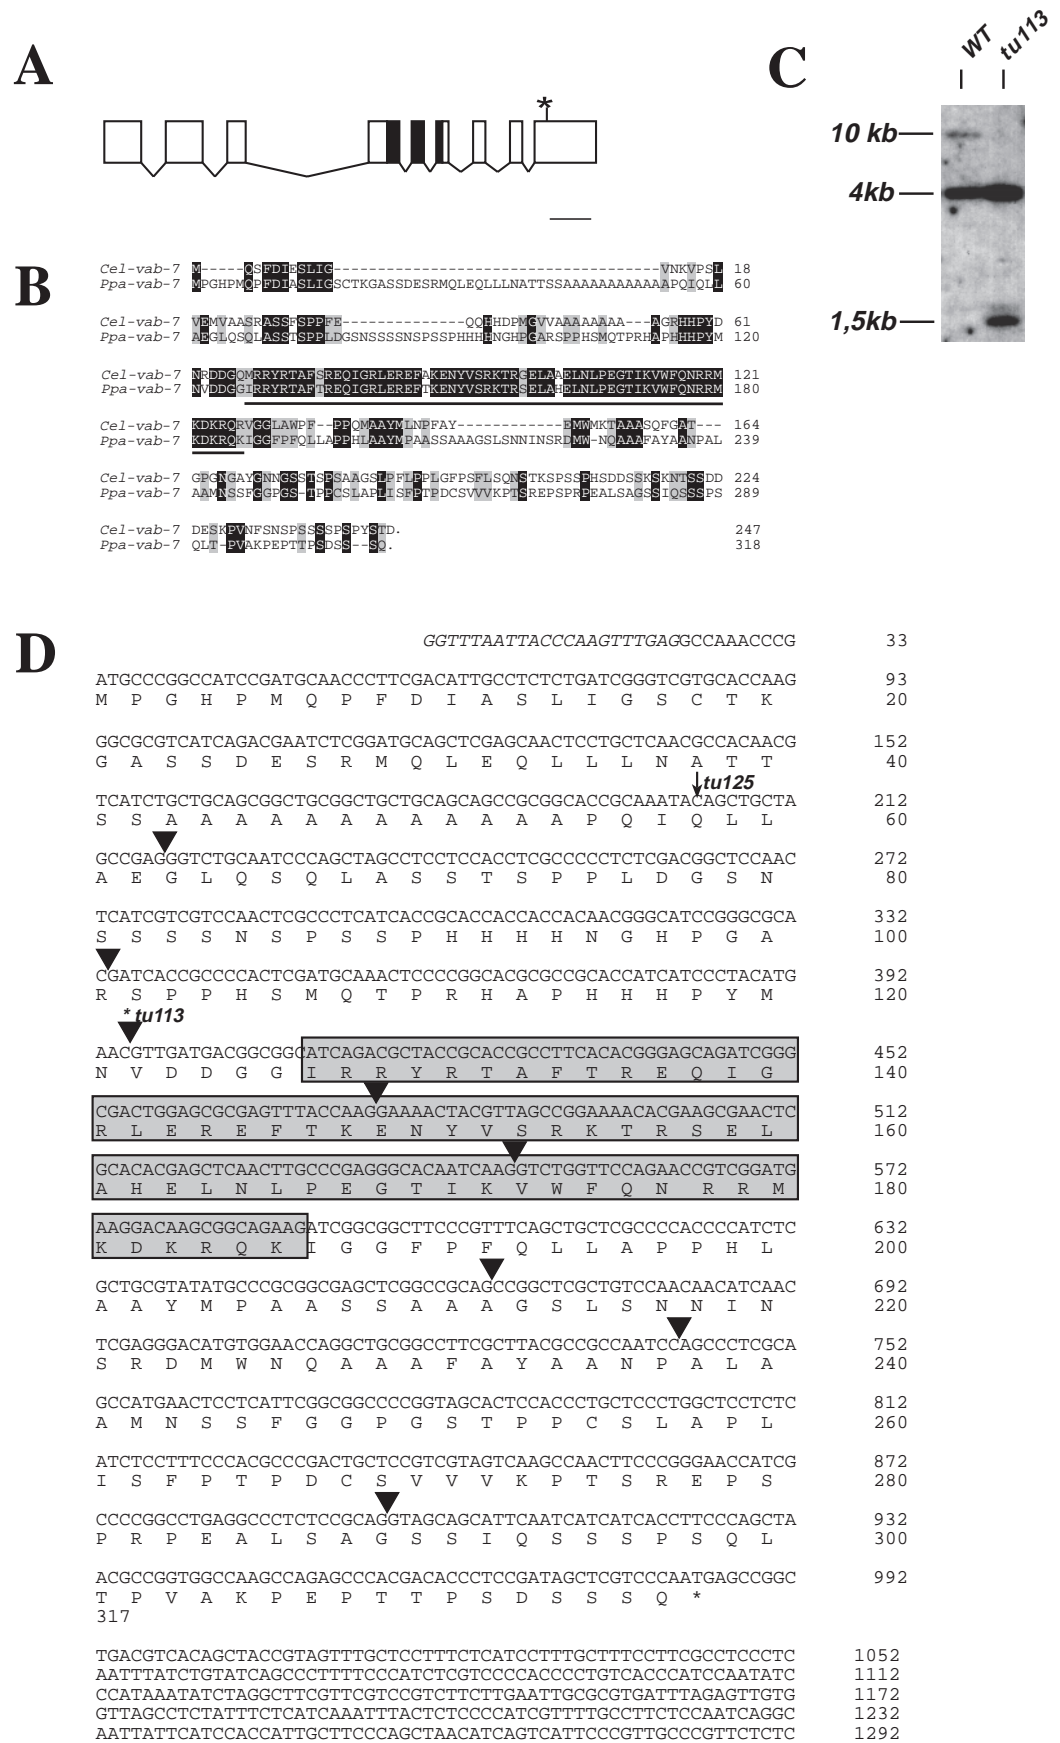 A
*
C
WT
tu113
10 kb
4kb
1,5kb
B
Cel-vab-7 M-----QSFDIESLIG-------------------------------------VNKVPSL 18
Ppa-vab-7 MPGHPMQPFDIASLIGSCTKGASSDESRMQLEQLLLNATTSSAAAAAAAAAAAAPQIQLL 60
Cel-vab-7 VEMVAASRASSFSPPFE--------------QQHHDPMGVVAAAAAAAA---AGRHHPYD 61
Ppa-vab-7 AEGLQSQLASSTSPPLDGSNSSSSNSPSSPHHHHNGHPGARSPPHSMQTPRHAPHHHPYM 120
Cel-vab-7 NRDDGQMRRYRTAFSREQIGRLEREFAKENYVSRKTRGELAAELNLPEGTIKVWFQNRRM 121
Ppa-vab-7 NVDDGGIRRYRTAFTREQIGRLEREFTKENYVSRKTRSELAHELNLPEGTIKVWFQNRRM 180
Cel-vab-7 KDKRQRVGGLAWPF--PPQMAAYMLNPFAY------------EMWMKTAAASQFGAT--- 164
Ppa-vab-7 KDKRQKIGGFPFQLLAPPHLAAYMPAASSAAAGSLSNNINSRDMW-NQAAAFAYAANPAL 239
Cel-vab-7 GPGNGAYGNNGSSTSPSAAGSLPFLPPLGFPSFLSQNSTKSPSSPHSDDSSKSKNTSSDD 224
Ppa-vab-7 AAMNSSFGGPGS-TPPCSLAPLISFPTPDCSVVVKPTSREPSPRPEALSAGSSIQSSSPS 289
Cel-vab-7 DESKPVNFSNSPSSSSPSPYSTD. 247
Ppa-vab-7 QLT-PVAKPEPTTPSDSS--SQ. 318
D
GGTTTAATTACCCAAGTTTGAGGCCAAACCCG 33
ATGCCCGGCCATCCGATGCAACCCTTCGACATTGCCTCTCTGATCGGGTCGTGCACCAAG 93
M P G H P M Q P F D I A S L I G S C T K 20
GGCGCGTCATCAGACGAATCTCGGATGCAGCTCGAGCAACTCCTGCTCAACGCCACAACG 152
G A S S D E S R M Q L E Q L L L N A T T 40
tu125
TCATCTGCTGCAGCGGCTGCGGCTGCTGCAGCAGCCGCGGCACCGCAAATACAGCTGCTA 212
S S A A A A A A A A A A A A P Q I Q L L 60
GCCGAGGGTCTGCAATCCCAGCTAGCCTCCTCCACCTCGCCCCCTCTCGACGGCTCCAAC 272
A E G L Q S Q L A S S T S P P L D G S N 80
TCATCGTCGTCCAACTCGCCCTCATCACCGCACCACCACCACAACGGGCATCCGGGCGCA 332
S S S S N S P S S P H H H H N G H P G A 100
CGATCACCGCCCCACTCGATGCAAACTCCCCGGCACGCGCCGCACCATCATCCCTACATG 392
R S P P H S M Q T P R H A P H H H P Y M 120
* tu113
AACGTTGATGACGGCGGCATCAGACGCTACCGCACCGCCTTCACACGGGAGCAGATCGGG 452
N V D D G G I R R Y R T A F T R E Q I G 140
CGACTGGAGCGCGAGTTTACCAAGGAAAACTACGTTAGCCGGAAAACACGAAGCGAACTC 512
R L E R E F T K E N Y V S R K T R S E L 160
GCACACGAGCTCAACTTGCCCGAGGGCACAATCAAGGTCTGGTTCCAGAACCGTCGGATG 572
A H E L N L P E G T I K V W F Q N R R M 180
AAGGACAAGCGGCAGAAGATCGGCGGCTTCCCGTTTCAGCTGCTCGCCCCACCCCATCTC 632
K D K R Q K I G G F P F Q L L A P P H L 200
GCTGCGTATATGCCCGCGGCGAGCTCGGCCGCAGCCGGCTCGCTGTCCAACAACATCAAC 692
A A Y M P A A S S A A A G S L S N N I N 220
TCGAGGGACATGTGGAACCAGGCTGCGGCCTTCGCTTACGCCGCCAATCCAGCCCTCGCA 752
S R D M W N Q A A A F A Y A A N P A L A 240
GCCATGAACTCCTCATTCGGCGGCCCCGGTAGCACTCCACCCTGCTCCCTGGCTCCTCTC 812
A M N S S F G G P G S T P P C S L A P L 260
ATCTCCTTTCCCACGCCCGACTGCTCCGTCGTAGTCAAGCCAACTTCCCGGGAACCATCG 872
I S F P T P D C S V V V K P T S R E P S 280
CCCCGGCCTGAGGCCCTCTCCGCAGGTAGCAGCATTCAATCATCATCACCTTCCCAGCTA 932
P R P E A L S A G S S I Q S S S P S Q L 300
ACGCCGGTGGCCAAGCCAGAGCCCACGACACCCTCCGATAGCTCGTCCCAATGAGCCGGC 992
T P V A K P E P T T P S D S S S Q *
317
TGACGTCACAGCTACCGTAGTTTGCTCCTTTCTCATCCTTTGCTTTCCTTCGCCTCCCTC 1052
AATTTATCTGTATCAGCCCTTTTCCCATCTCGTCCCCACCCCTGTCACCCATCCAATATC 1112
CCATAAATATCTAGGCTTCGTTCGTCCGTCTTCTTGAATTGCGCGTGATTTAGAGTTGTG 1172
GTTAGCCTCTATTTCTCATCAAATTTACTCTCCCCATCGTTTTGCCTTCTCCAATCAGGC 1232
AATTATTCATCCACCATTGCTTCCCAGCTAACATCAGTCATTCCCGTTGCCCGTTCTCTC 1292